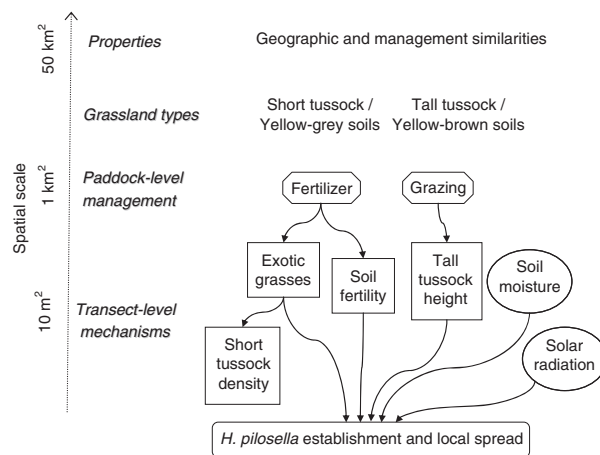 Spatial scale
50 km²
1 km²
10 m²
Properties
Geographic and management similarities
Grassland types
Short tussock /
Yellow-grey soils
Tall tussock /
Yellow-brown soils
Paddock-level
management
Fertilizer
Grazing
Transect-level
mechanisms
Exotic
grasses
Soil
fertility
Tall
tussock
height
Soil
moisture
Short
tussock
density
Solar
radiation
H. pilosella establishment and local spread